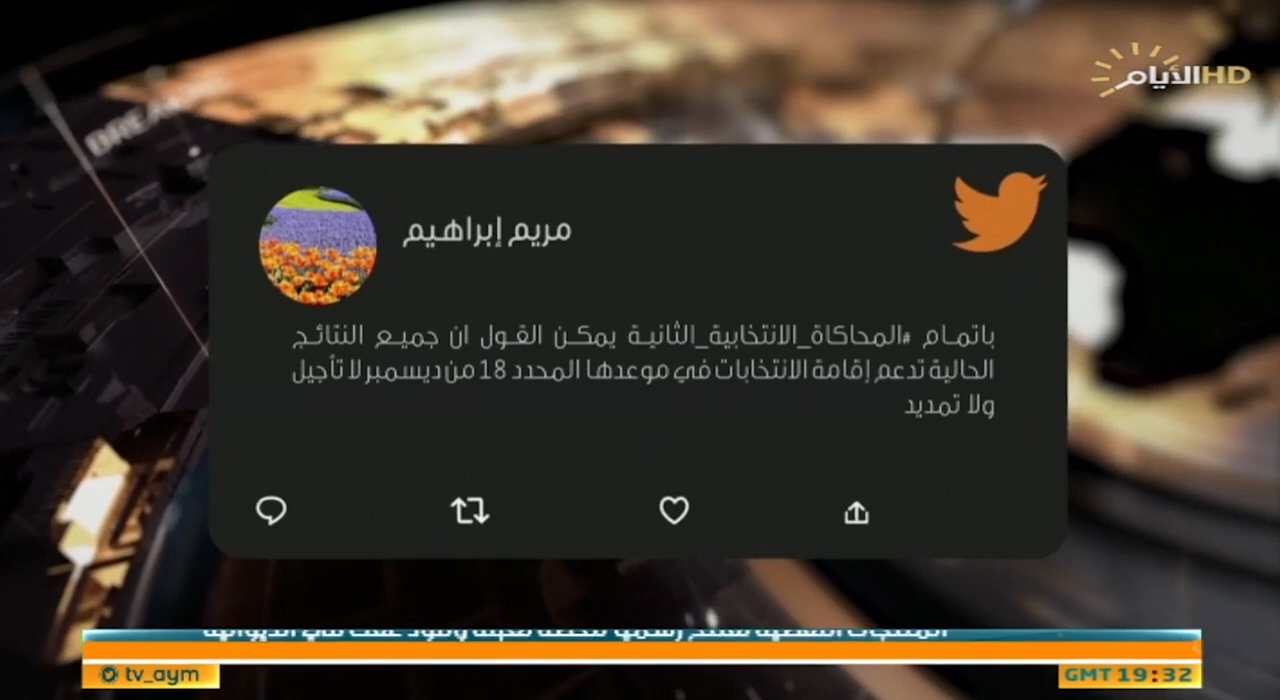 الأيام HD
DREAM
مريم إبراهيم
باتمام #المحاكاة_الانتخابية_الثانية يمكن القول ان جميع النتائج
الحالية تدعم إقامة الانتخابات في موعدها المحدد 18 من ديسمبر لا تأجيل
ولا تمديد
tv_aym
GMT 19:32